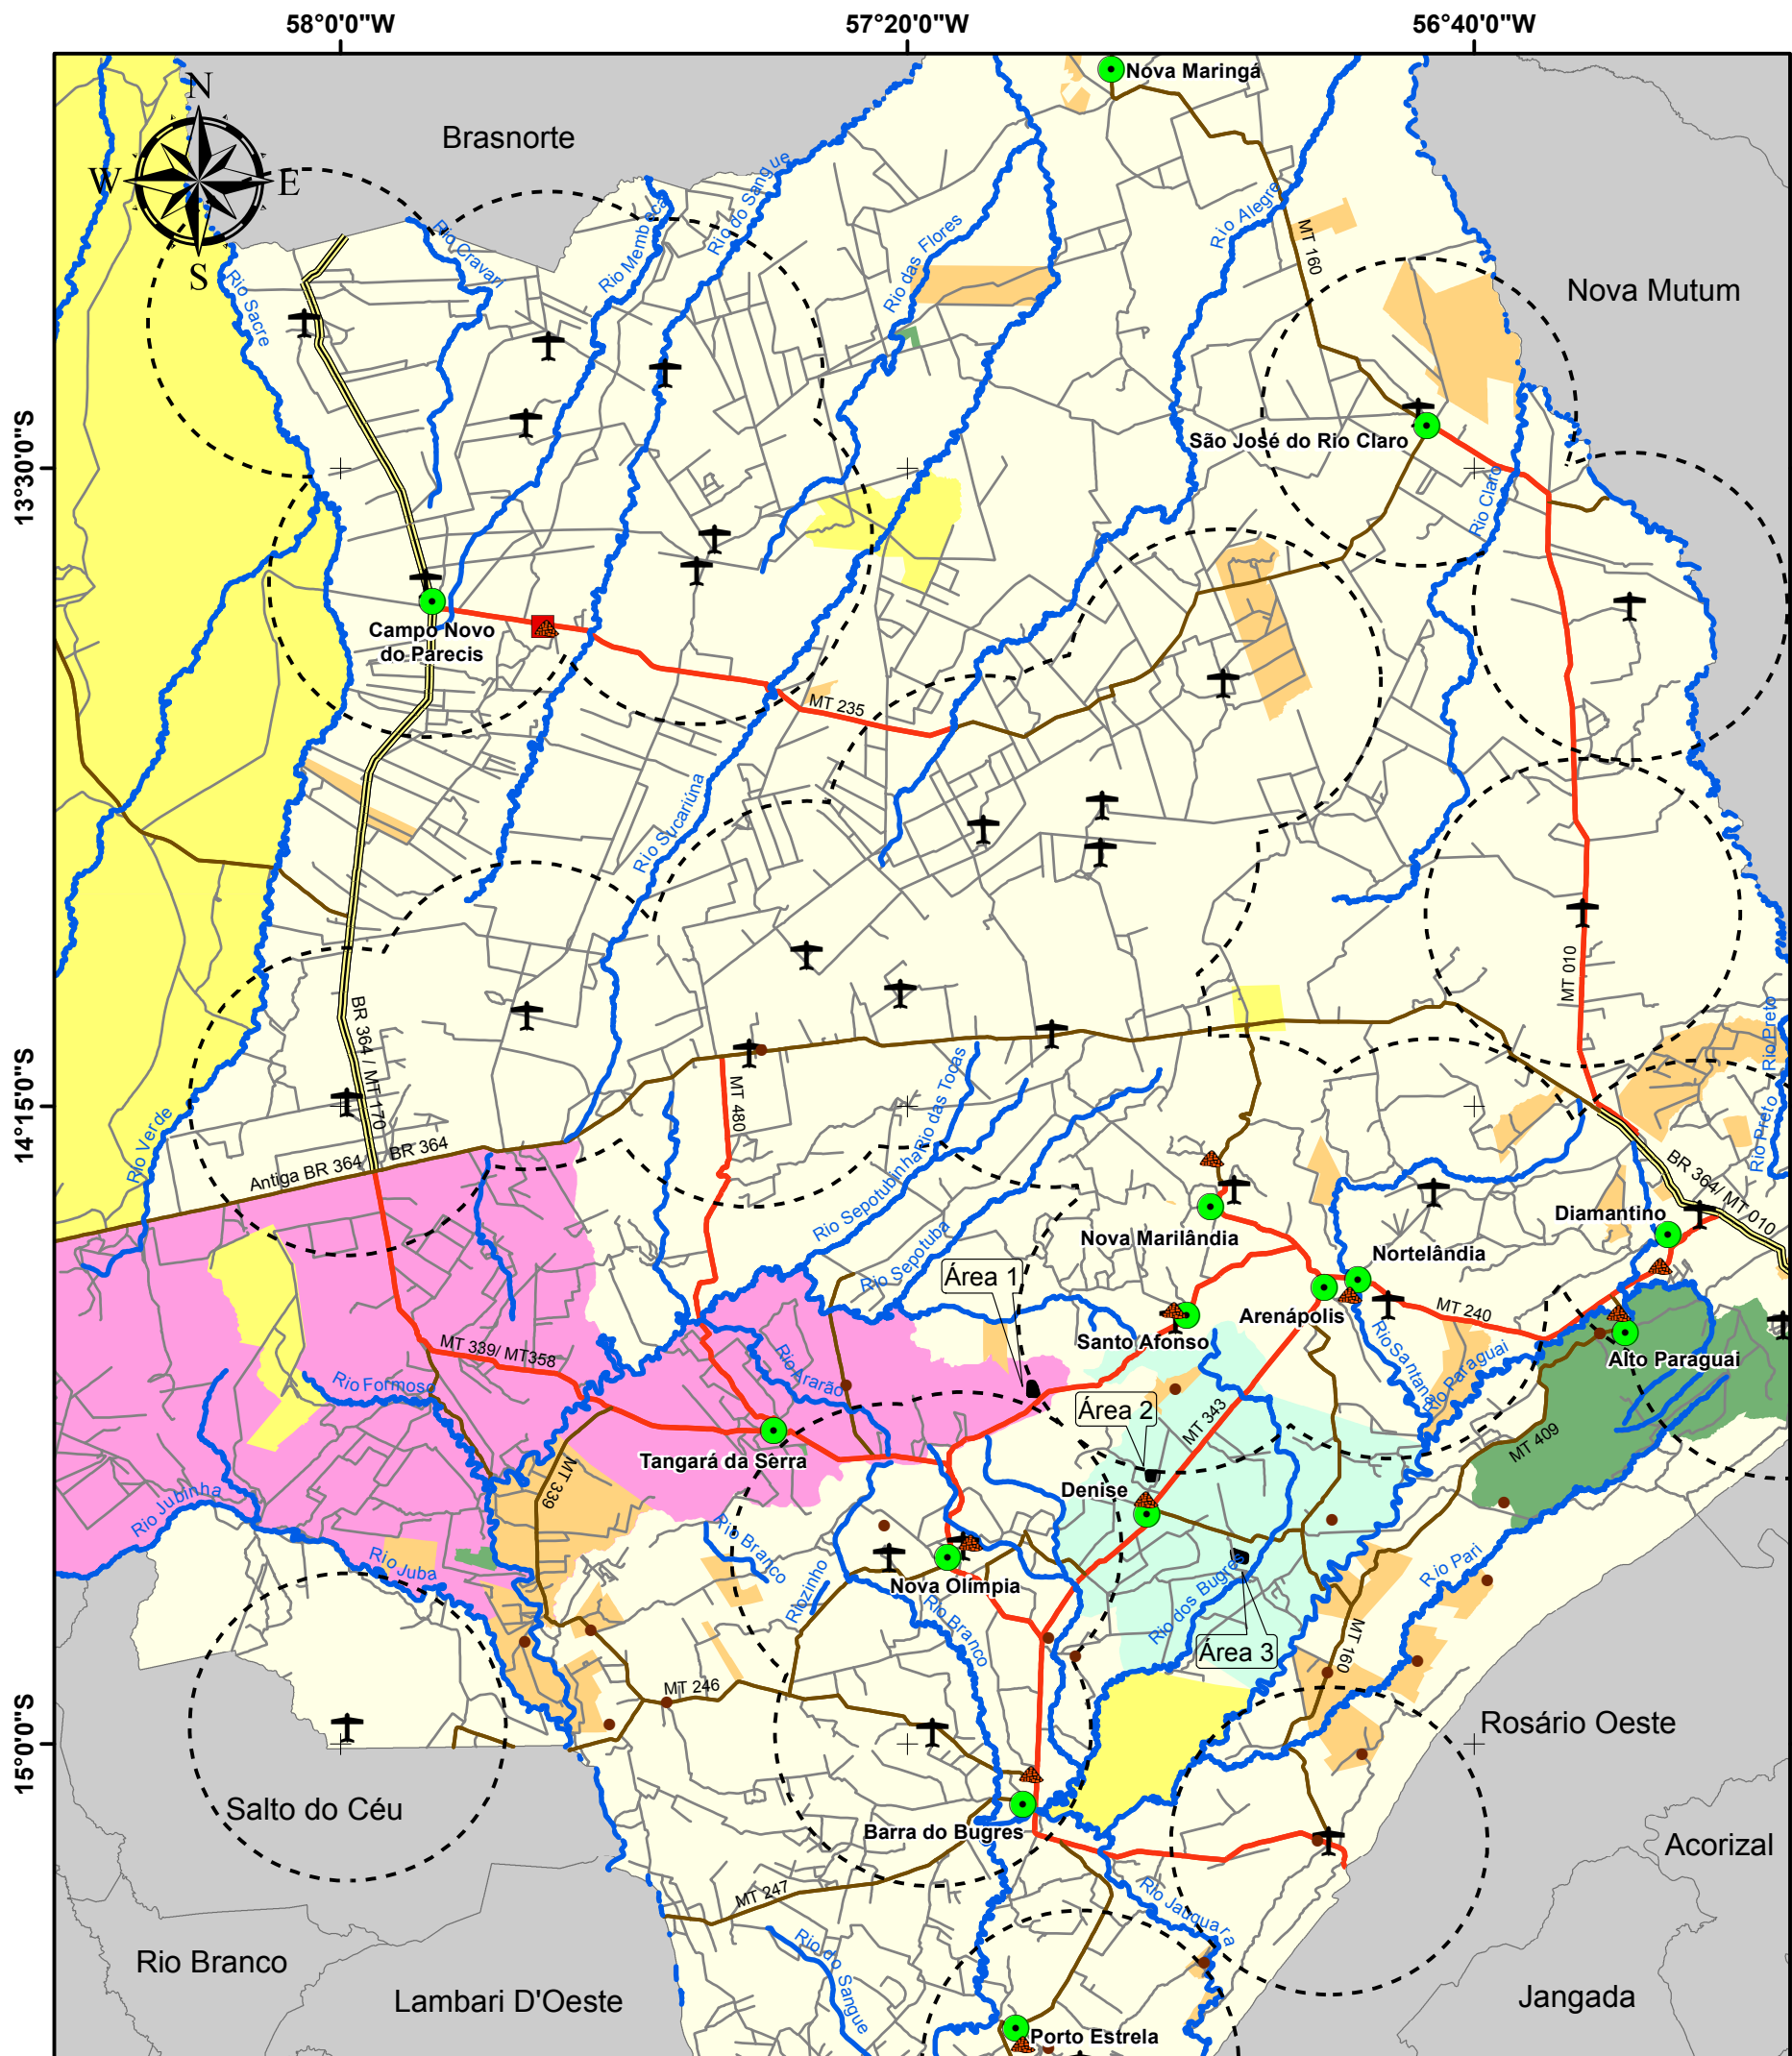 58°0'0"W
57°20'0"W
56°40'0"W
Nova Maringá
N
Brasnorte
W
E
S
Rio Sacre
Rio Cravari
Rio Membeca
Rio do Sangue
Rio das Flores
Rio Alegre
MT 160
Nova Mutum
13°30'0"S
São José do Rio Claro
Rio Claro
Campo Novo
do Parecis
MT 235
Rio Sucariúna
MT 010
Rio Preto
BR 364 / MT 170
14°15'0"S
MT 480
Rio das Tocas
Rio Verde
Antiga BR 364
BR 364
Rio Sepotubinha
Rio Preto
BR 364/ MT 010
Diamantino
Nova Marilândia
Nortelândia
Rio Sepotuba
Área 1
Arenápolis
MT 240
Santo Afonso
MT 339/ MT358
Rio Formoso
Rio Ararão
Rio Santana
Rio Paraguai
Alto Paraguai
Área 2
MT 343
MT 409
Tangará da Serra
MT 339
Denise
Rio Jubinha
Rio Juba
Rio Branco
Riozinho
Nova Olímpia
Rio Branco
Rio dos Bugres
Rio Pari
Área 3
MT 160
MT 246
Rosário Oeste
15°0'0"S
Salto do Céu
Barra do Bugres
Acorizal
MT 247
Rio Jauquara
Rio do Sangue
Rio Branco
Lambari D'Oeste
Jangada
Porto Estrela